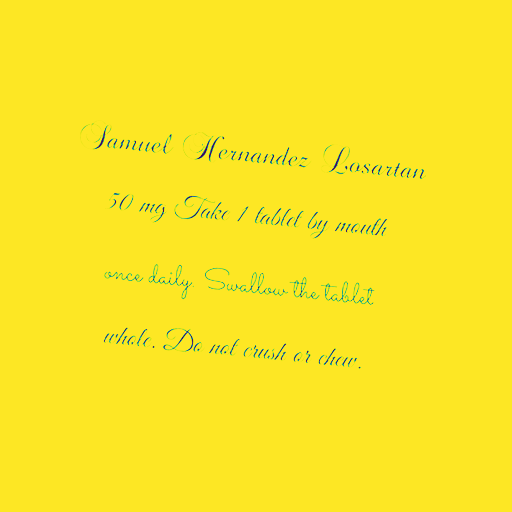 Samuel Hernandez Losartan
50 mg Take 1 tablet by mouth
once daily. Swallow the tablet
whole. Do not crush or chew.